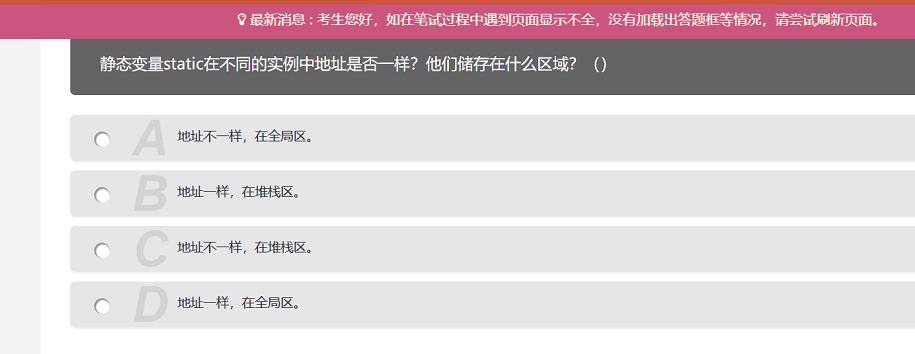 最新消息 : 考生您好，如在笔试过程中遇到页面显示不全，没有加载出答题框等情况，请尝试刷新页面。
静态变量static在不同的实例中地址是否一样？他们储存在什么区域？（）
A 地址不一样，在全局区。
B 地址一样，在堆栈区。
C 地址不一样，在堆栈区。
D 地址一样，在全局区。